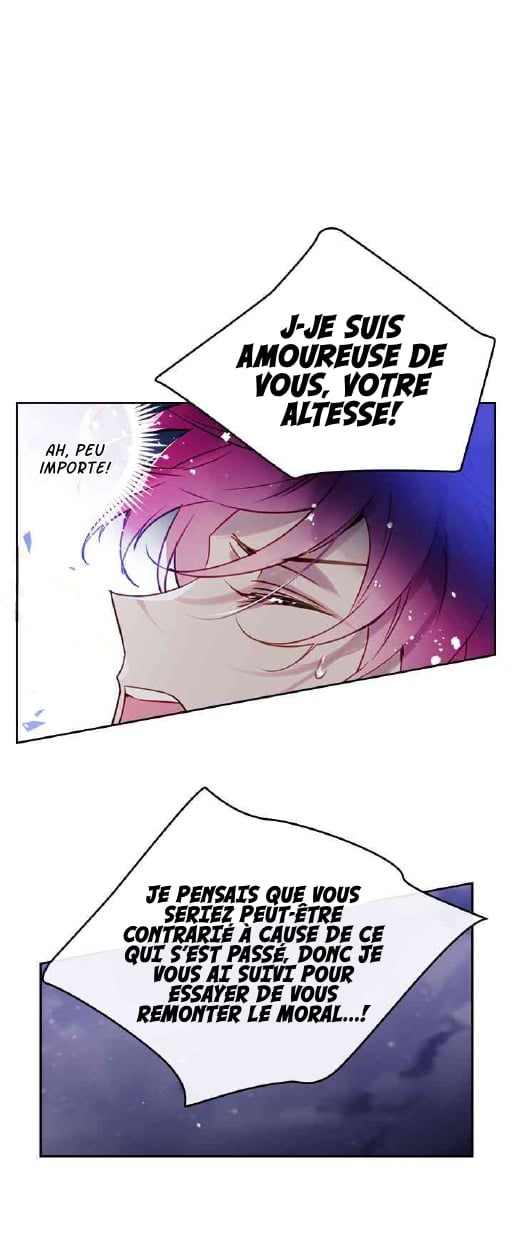 J-JE SUIS
AMOUREUSE DE
VOUS, VOTRE
ALTESSE!
AH, PEU
IMPORTE!
JE PENSAIS QUE VOUS
SERIEZ PEUT-ÊTRE
CONTRARIÉ À CAUSE DE CE
QUI S'EST PASSÉ, DONC JE
VOUS AI SUIVI POUR
ESSAYER DE VOUS
REMONTER LE MORAL...!